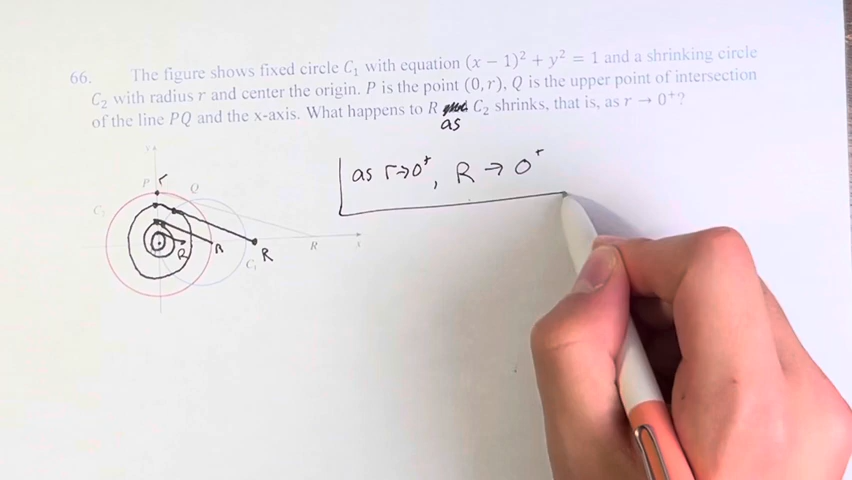 66. The figure shows fixed circle C₁ with equation (x − 1)² + y² = 1 and a shrinking circle
C₂ with radius r and center the origin. P is the point (0, r), Q is the upper point of intersection
of the line PQ and the x-axis. What happens to R C₂ shrinks, that is, as r → 0⁺?
as
as r→0⁺, R → 0⁺
y
P r Q
C₂
R R R R x
C₁